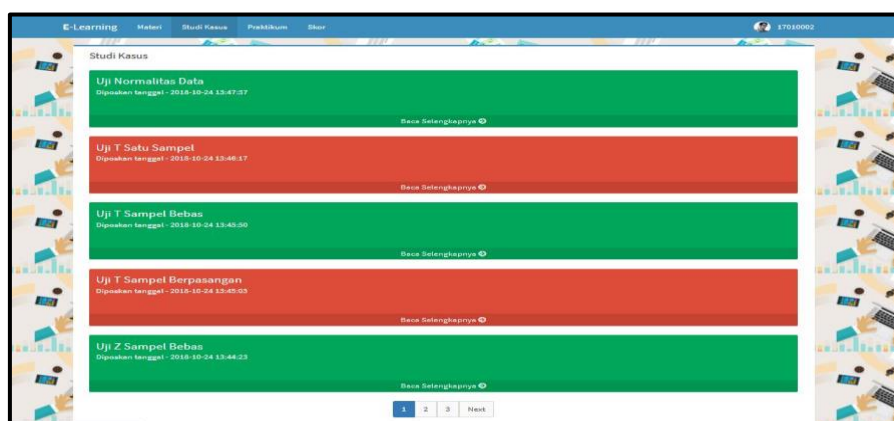 E-Learning Materi Studi Kasus Praktikum Skor 17010002
Studi Kasus
Uji Normalitas Data
Diposkan tanggal - 2018-10-24 13:47:37
Baca Selengkapnya
Uji T Satu Sampel
Diposkan tanggal - 2018-10-24 13:46:17
Baca Selengkapnya
Uji T Sampel Bebas
Diposkan tanggal - 2018-10-24 13:45:50
Baca Selengkapnya
Uji T Sampel Berpasangan
Diposkan tanggal - 2018-10-24 13:45:03
Baca Selengkapnya
Uji Z Sampel Bebas
Diposkan tanggal - 2018-10-24 13:44:23
Baca Selengkapnya
1 2 3 Next